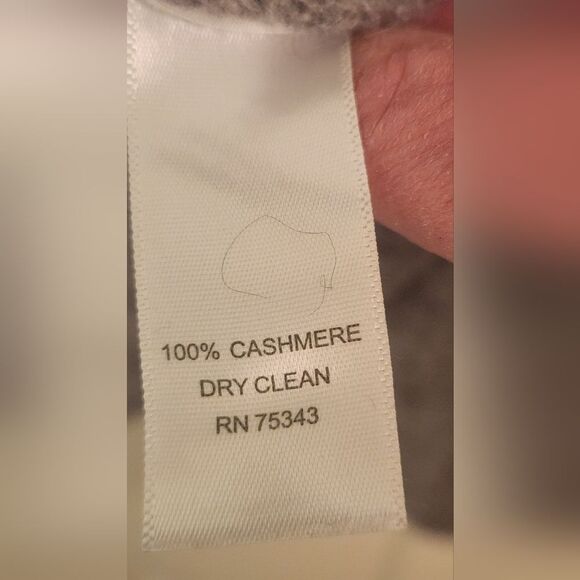 100% CASHMERE
DRY CLEAN
RN 75343